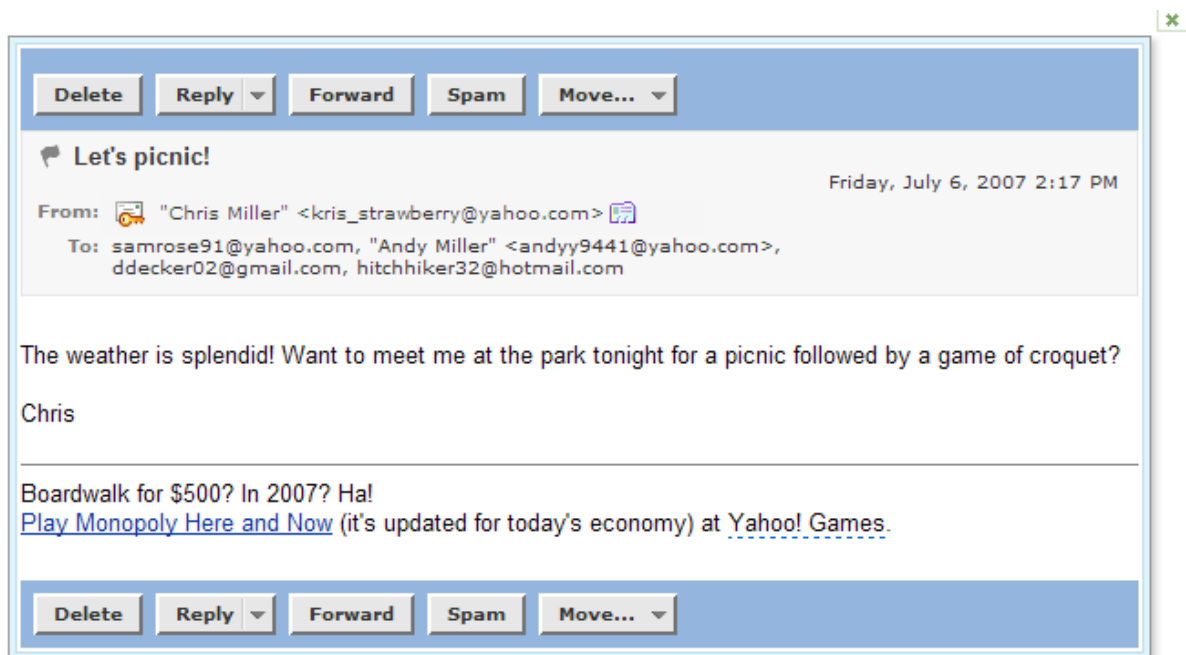 Delete Reply Forward Spam Move...
Let's picnic!
Friday, July 6, 2007 2:17 PM
From: "Chris Miller" <kris_strawberry@yahoo.com>
To: samrose91@yahoo.com, "Andy Miller" <andyy9441@yahoo.com>,
ddecker02@gmail.com, hitchhiker32@hotmail.com
The weather is splendid! Want to meet me at the park tonight for a picnic followed by a game of croquet?
Chris
Boardwalk for $500? In 2007? Ha!
Play Monopoly Here and Now (it's updated for today's economy) at Yahoo! Games.
Delete Reply Forward Spam Move...